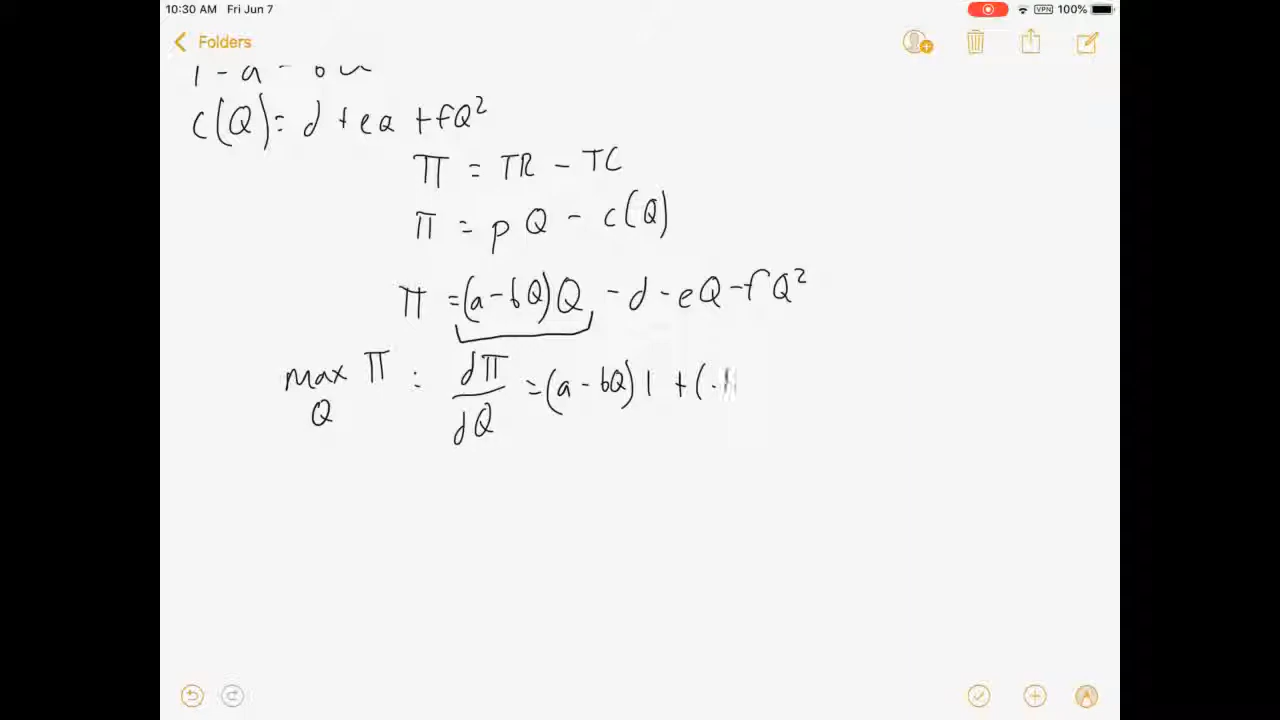 10:30 AM Fri Jun 7
VPN 100%
Folders
c(Q) = d + eQ + fQ²
π = TR - TC
π = pQ - c(Q)
π = (a - bQ)Q - d - eQ - fQ²
max π : dπ/dQ = (a - bQ) 1 + (-
Q